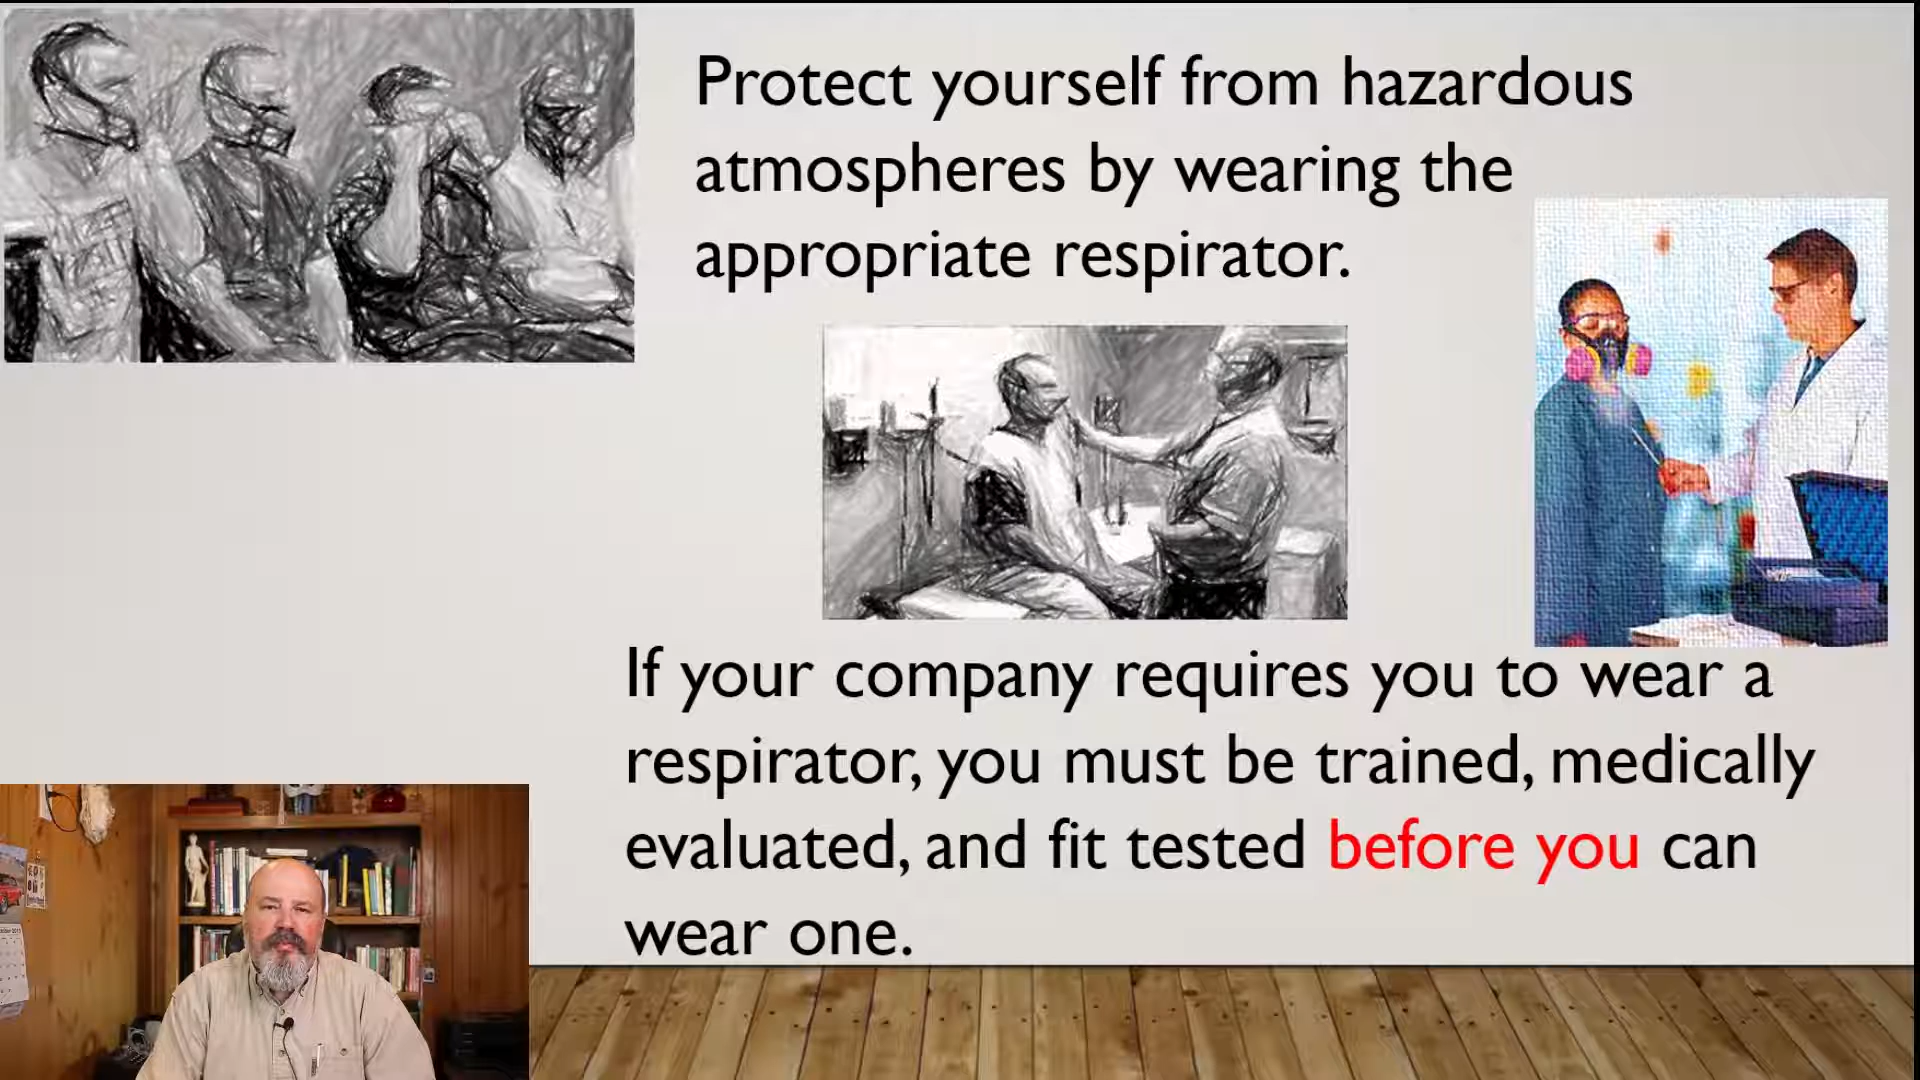 Protect yourself from hazardous
atmospheres by wearing the
appropriate respirator.
If your company requires you to wear a
respirator, you must be trained, medically
evaluated, and fit tested before you can
wear one.